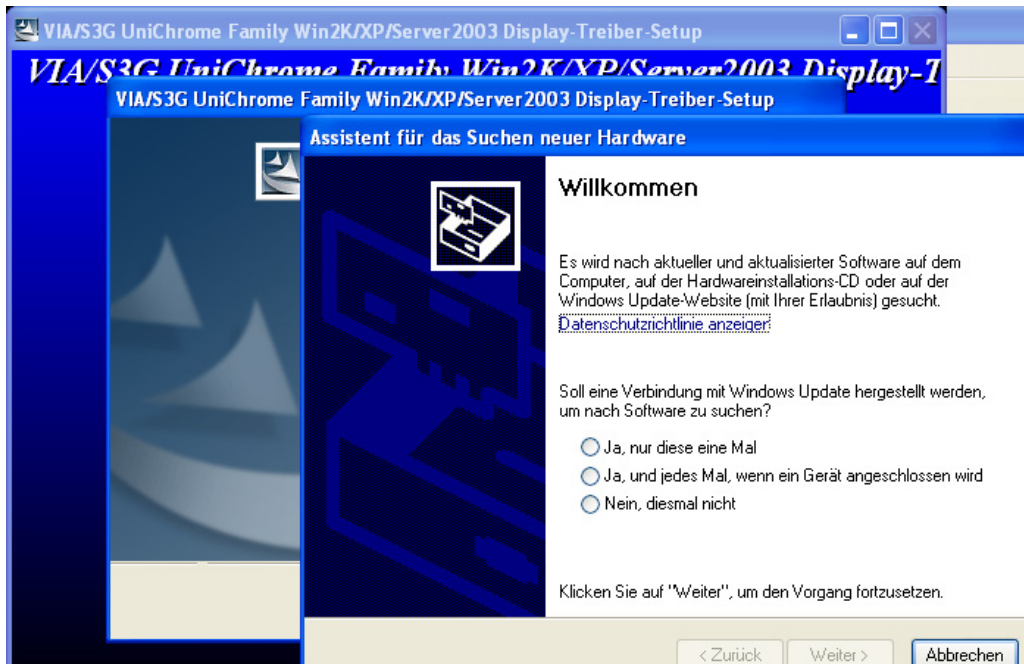 VIA/S3G UniChrome Family Win2K/XP/Server2003 Display-Treiber-Setup
VIA/S3G UniChrome Family Win2K/XP/Server2003 Display-T
VIA/S3G UniChrome Family Win2K/XP/Server2003 Display-Treiber-Setup
Assistent für das Suchen neuer Hardware
Willkommen
Es wird nach aktueller und aktualisierter Software auf dem
Computer, auf der Hardwareinstallations-CD oder auf der
Windows Update-Website (mit Ihrer Erlaubnis) gesucht.
Datenschutzrichtlinie anzeigen
Soll eine Verbindung mit Windows Update hergestellt werden,
um nach Software zu suchen?
Ja, nur diese eine Mal
Ja, und jedes Mal, wenn ein Gerät angeschlossen wird
Nein, diesmal nicht
Klicken Sie auf "Weiter", um den Vorgang fortzusetzen.
< Zurück Weiter > Abbrechen